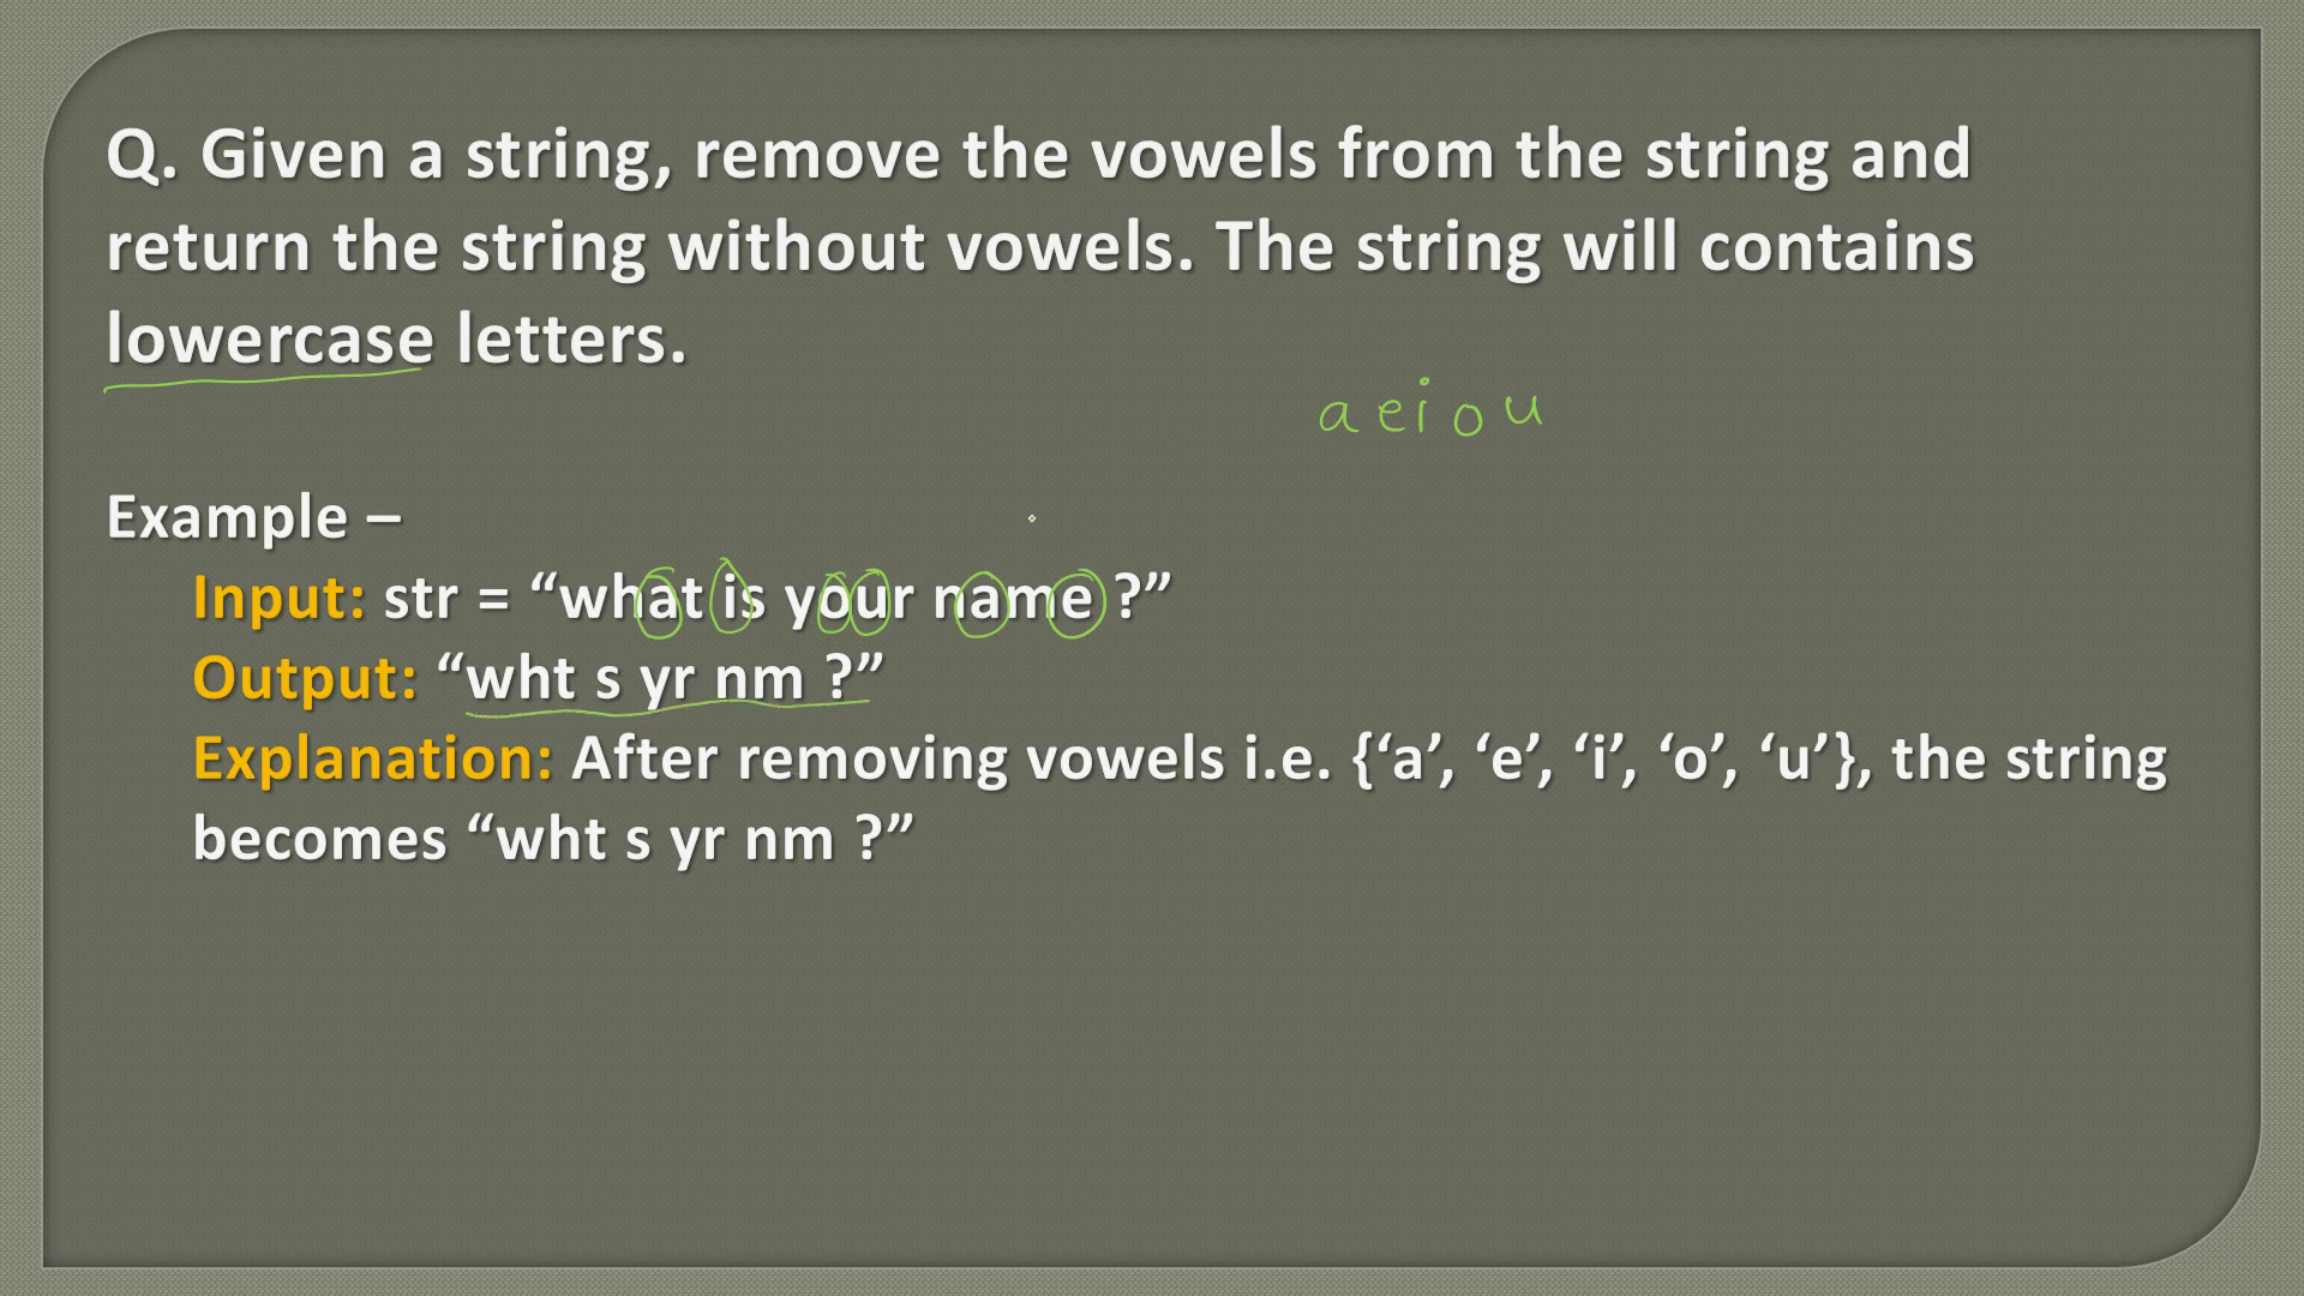 Q. Given a string, remove the vowels from the string and
return the string without vowels. The string will contains
lowercase letters.
a e i o u
Example –
Input: str = “what is your name ?”
Output: “wht s yr nm ?”
Explanation: After removing vowels i.e. {‘a’, ‘e’, ‘i’, ‘o’, ‘u’}, the string
becomes “wht s yr nm ?”